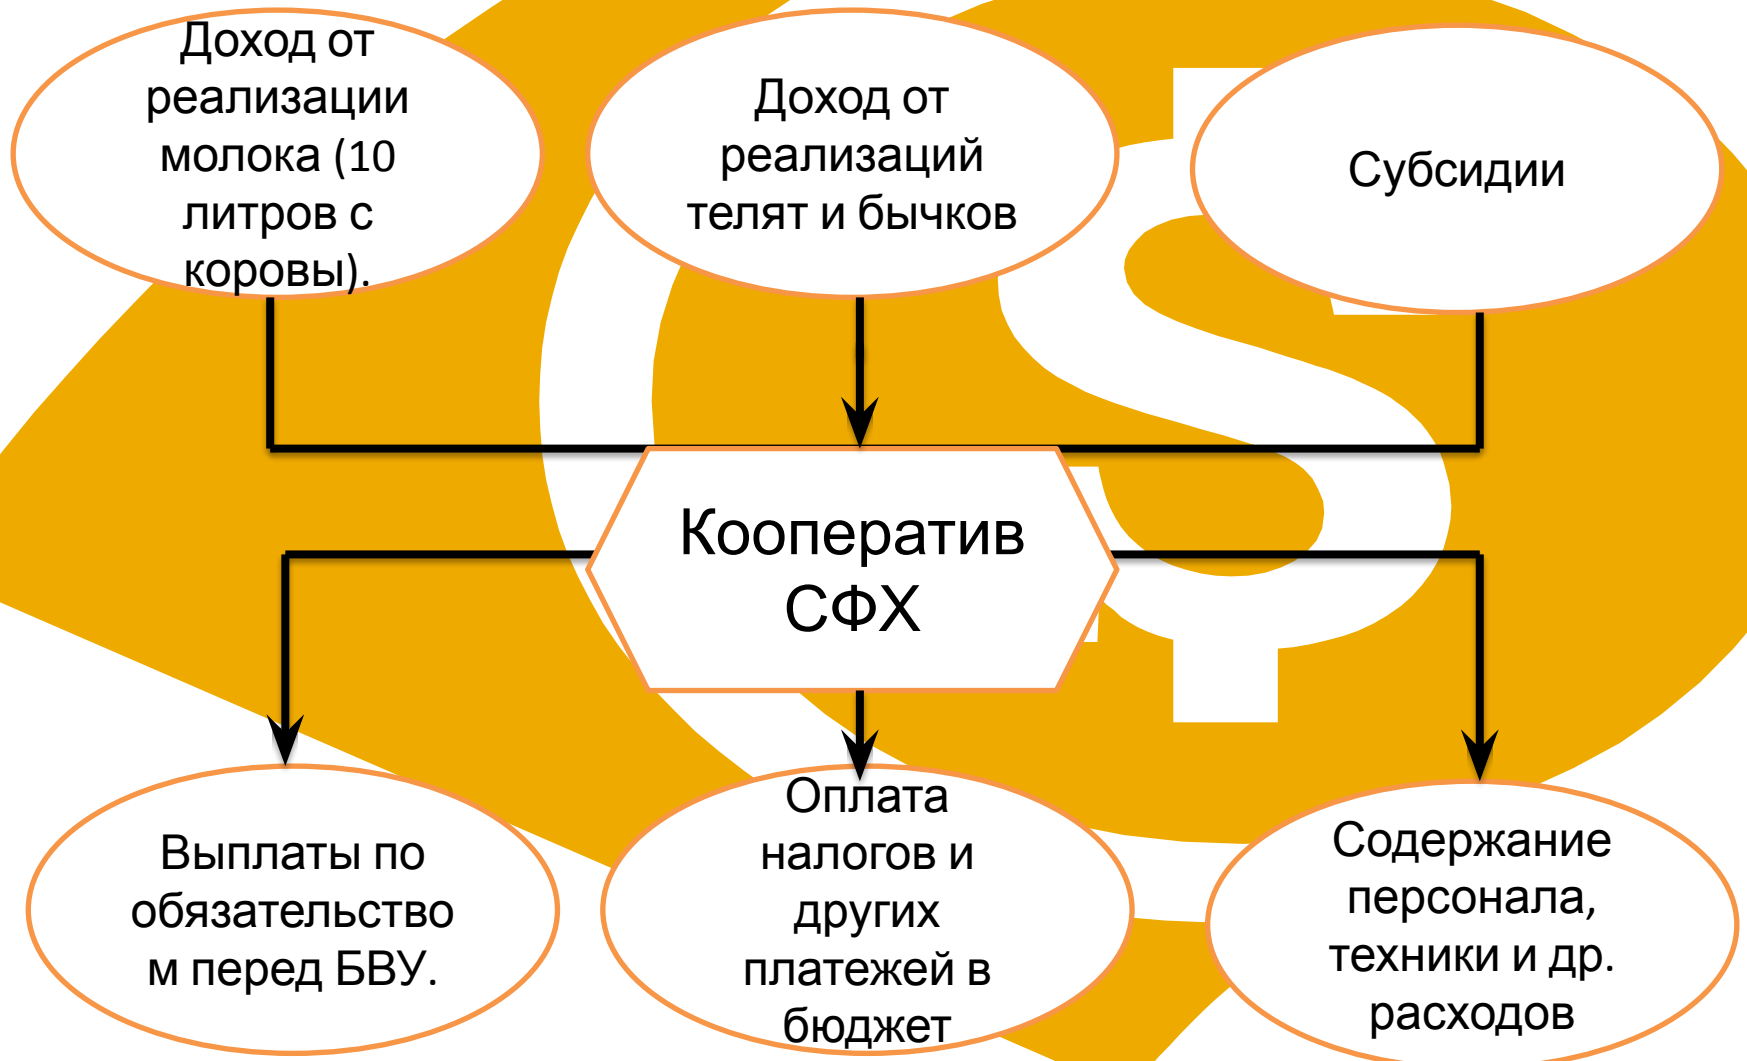 Доход от
реализации
молока (10
литров с
коровы).
Доход от
реализаций
телят и бычков
Субсидии
Кооператив
СФХ
Выплаты по
обязательство
м перед БВУ.
Оплата
налогов и
других
платежей в
бюджет
Содержание
персонала,
техники и др.
расходов